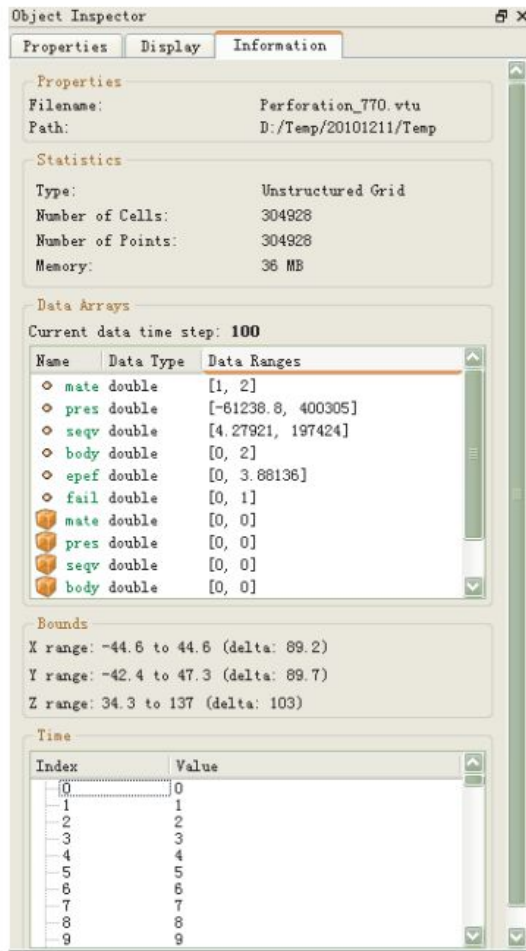 Object Inspector
Properties Display Information
Properties
Filename: Perforation_770.vtu
Path: D:/Temp/20101211/Temp
Statistics
Type: Unstructured Grid
Number of Cells: 304928
Number of Points: 304928
Memory: 36 MB
Data Arrays
Current data time step: 100
Name Data Type Data Ranges
mate double [1, 2]
pres double [-61238.8, 400305]
seqv double [4.27921, 197424]
body double [0, 2]
epef double [0, 3.88136]
fail double [0, 1]
mate double [0, 0]
pres double [0, 0]
seqv double [0, 0]
body double [0, 0]
Bounds
X range: -44.6 to 44.6 (delta: 89.2)
Y range: -42.4 to 47.3 (delta: 89.7)
Z range: 34.3 to 137 (delta: 103)
Time
Index Value
0 0
1 1
2 2
3 3
4 4
5 5
6 6
7 7
8 8
9 9